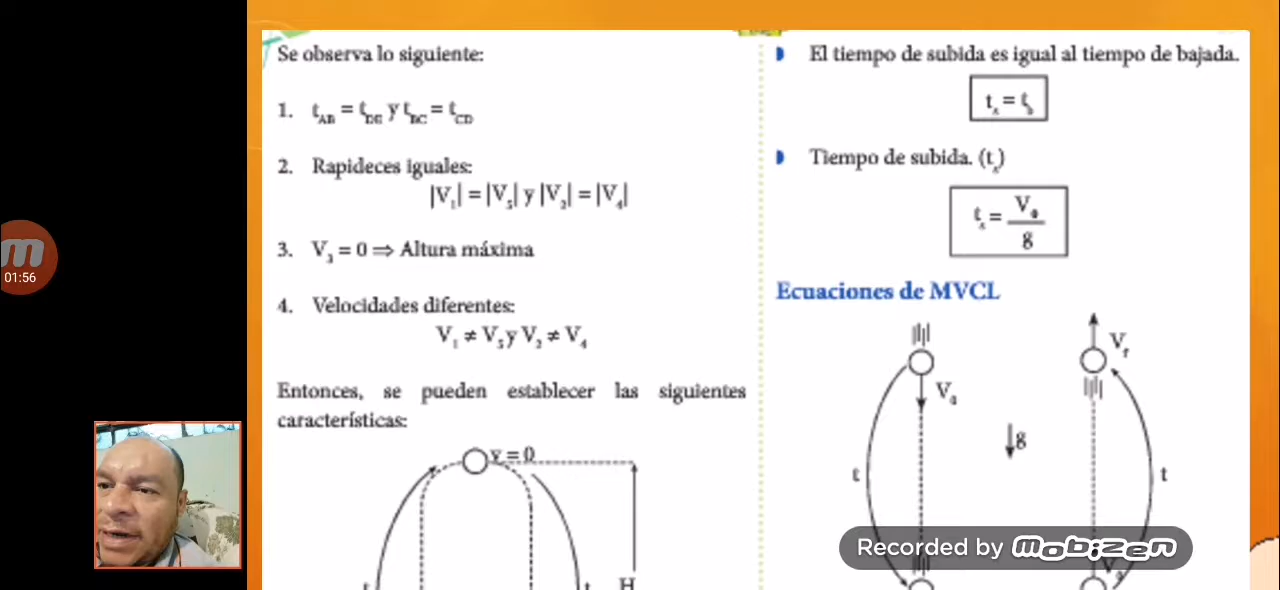 01:56
Se observa lo siguiente:
1. t_AB = t_DE y t_BC = t_CD
2. Rapideces iguales:
|V₁| = |V₅| y |V₂| = |V₄|
3. V₃ = 0 ⇒ Altura máxima
4. Velocidades diferentes:
V₁ ≠ V₅ y V₂ ≠ V₄
Entonces, se pueden establecer las siguientes
características:
v = 0
t
t
H
El tiempo de subida es igual al tiempo de bajada.
t_s = t_b
Tiempo de subida. (t_s)
t_s = V₀
g
Ecuaciones de MVCL
V₀
V_f
g
t
t
Recorded by Mobizen